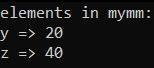 elements in mymm:
y => 20
z => 40